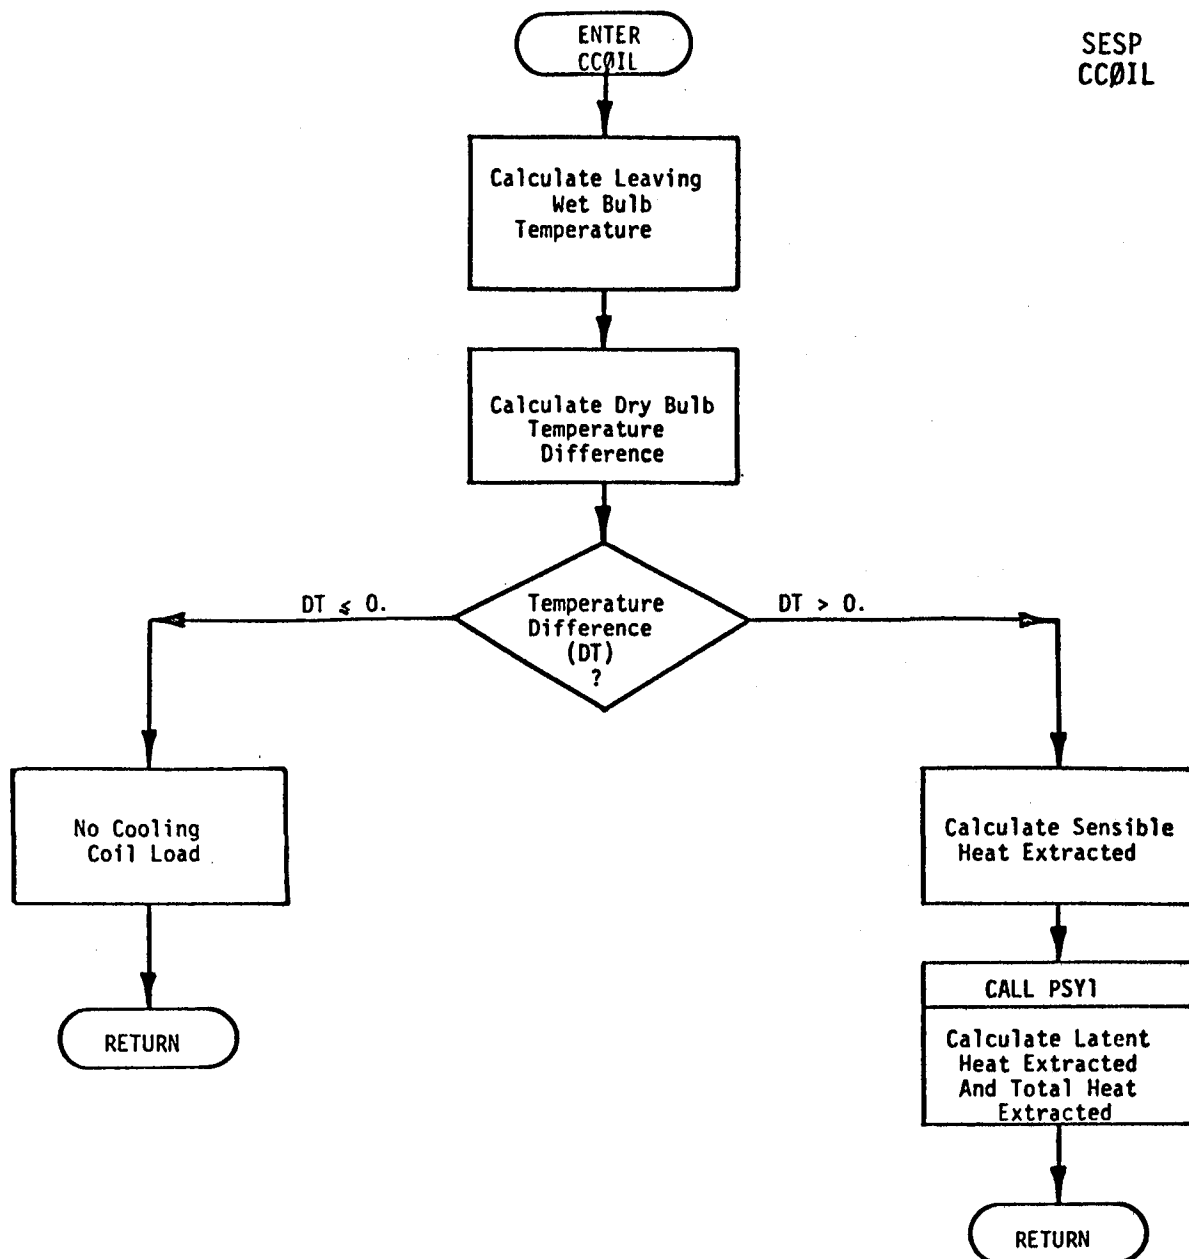 ENTER
CCØIL
SESP
CCØIL
Calculate Leaving
Wet Bulb
Temperature
Calculate Dry Bulb
Temperature
Difference
DT ≤ 0.
Temperature
Difference
(DT)
?
DT > 0.
No Cooling
Coil Load
RETURN
Calculate Sensible
Heat Extracted
CALL PSY1
Calculate Latent
Heat Extracted
And Total Heat
Extracted
RETURN